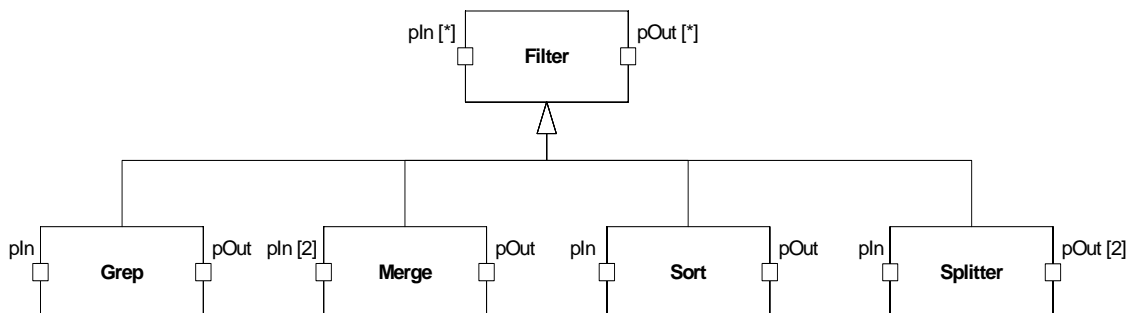 pIn [*]
pOut [*]
Filter
pIn
pOut
Grep
pIn [2]
pOut
Merge
pIn
pOut
Sort
pIn
pOut [2]
Splitter